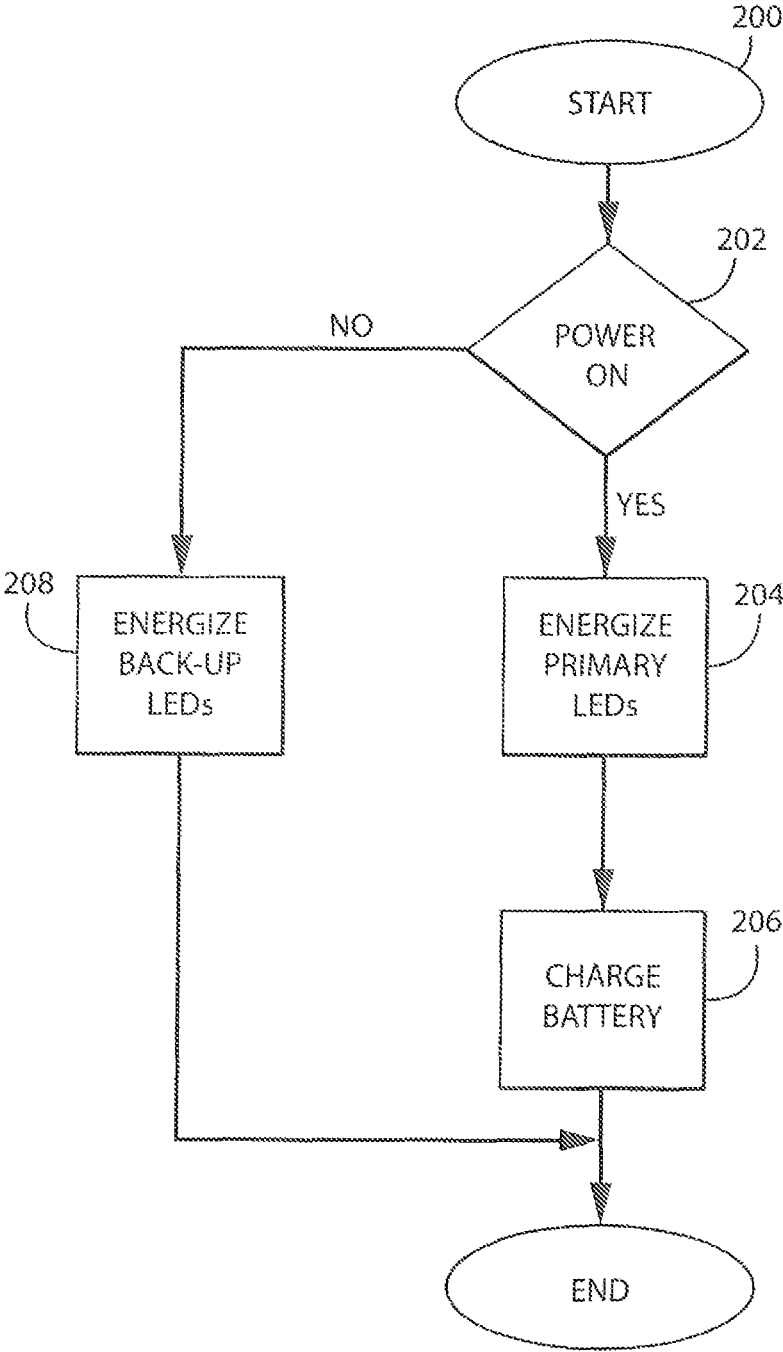 200
START
202
POWER
ON
NO
YES
208
ENERGIZE
BACK-UP
LEDs
204
ENERGIZE
PRIMARY
LEDs
206
CHARGE
BATTERY
END